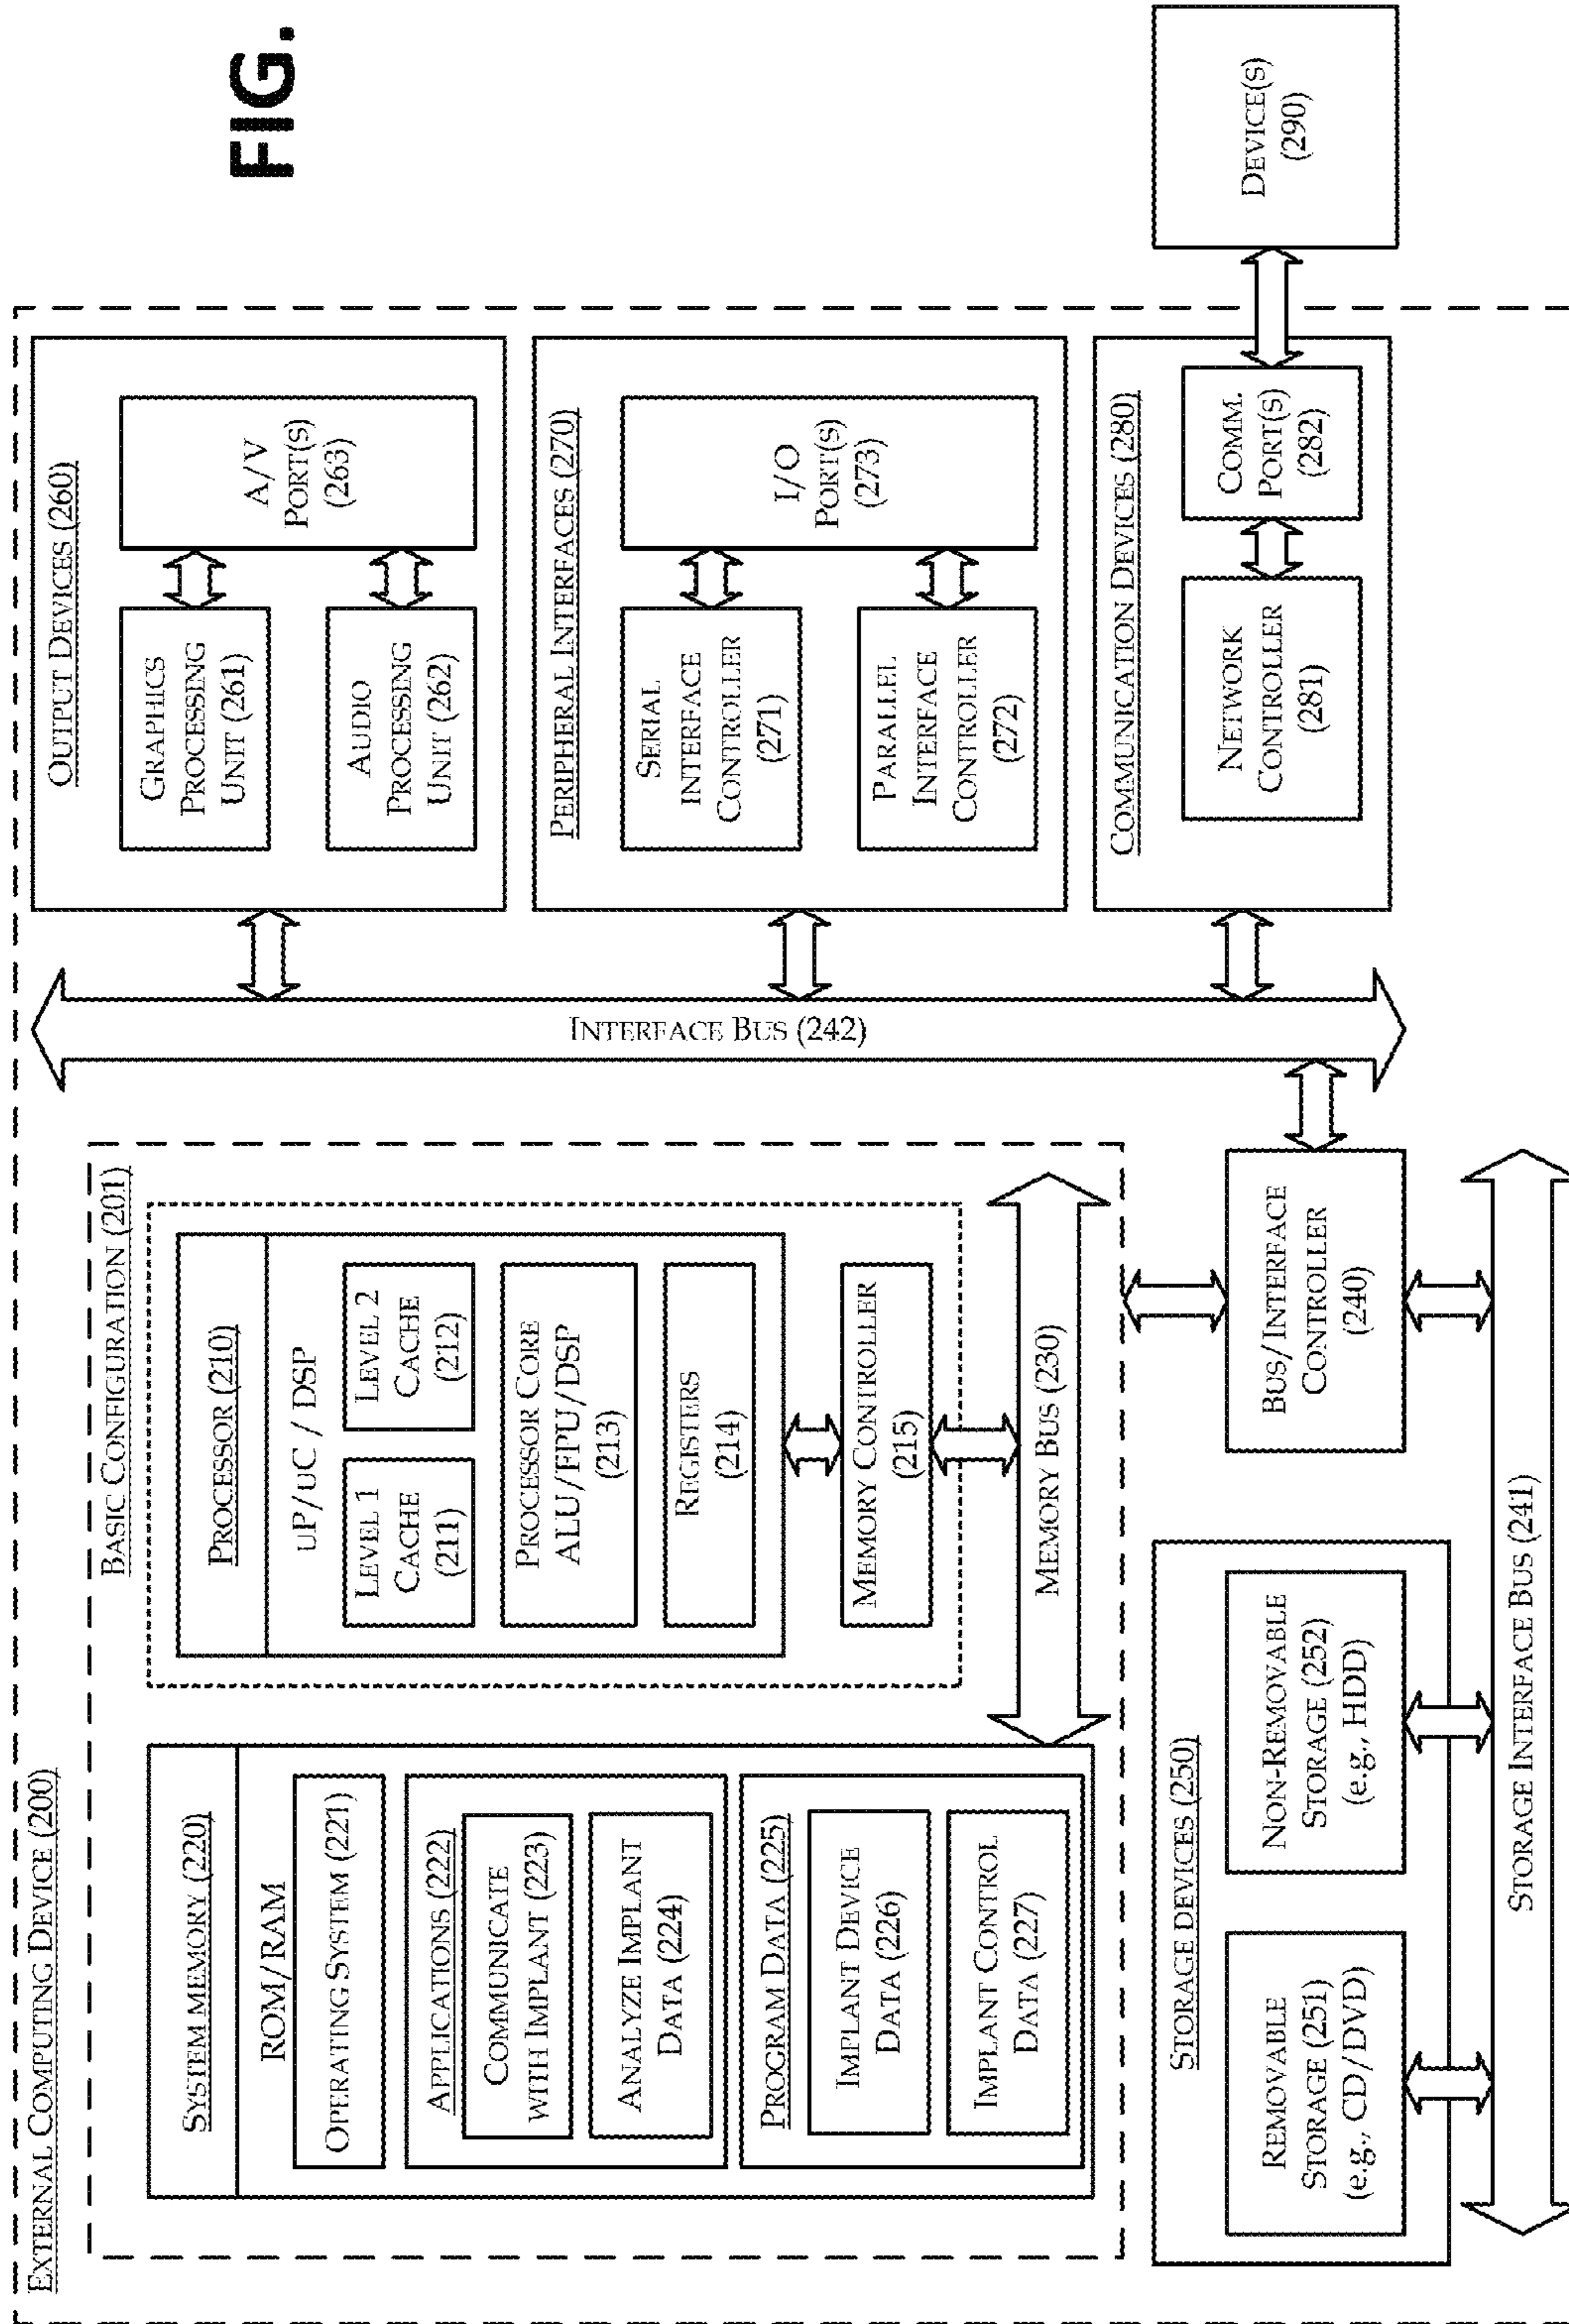 FIG.
EXTERNAL COMPUTING DEVICE (200)
BASIC CONFIGURATION (201)
SYSTEM MEMORY (220)
ROM/RAM
OPERATING SYSTEM (221)
APPLICATIONS (222)
COMMUNICATE
WITH IMPLANT (223)
ANALYZE IMPLANT
DATA (224)
PROGRAM DATA (225)
IMPLANT DEVICE
DATA (226)
IMPLANT CONTROL
DATA (227)
PROCESSOR (210)
UP/UC / DSP
LEVEL 1
CACHE
(211)
LEVEL 2
CACHE
(212)
PROCESSOR CORE
ALU/FPU/DSP
(213)
REGISTERS
(214)
MEMORY CONTROLLER
(215)
MEMORY BUS (230)
BUS/INTERFACE
CONTROLLER
(240)
STORAGE DEVICES (250)
REMOVABLE
STORAGE (251)
(e.g., CD/DVD)
NON-REMOVABLE
STORAGE (252)
(e.g., HDD)
STORAGE INTERFACE BUS (241)
INTERFACE BUS (242)
OUTPUT DEVICES (260)
GRAPHICS
PROCESSING
UNIT (261)
AUDIO
PROCESSING
UNIT (262)
A/V
PORT(S)
(263)
PERIPHERAL INTERFACES (270)
SERIAL
INTERFACE
CONTROLLER
(271)
PARALLEL
INTERFACE
CONTROLLER
(272)
I/O
PORT(S)
(273)
COMMUNICATION DEVICES (280)
NETWORK
CONTROLLER
(281)
COMM.
PORT(S)
(282)
DEVICE(S)
(290)